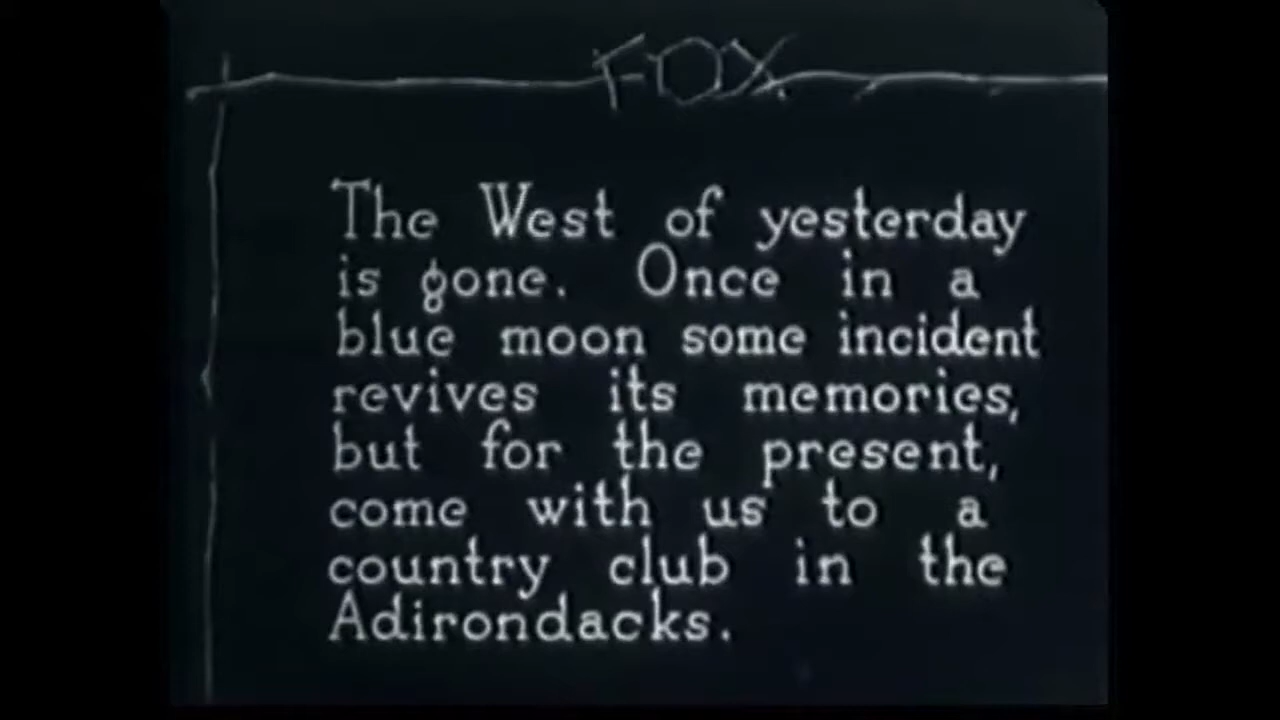 FOX
The West of yesterday
is gone. Once in a
blue moon some incident
revives its memories,
but for the present,
come with us to a
country club in the
Adirondacks.